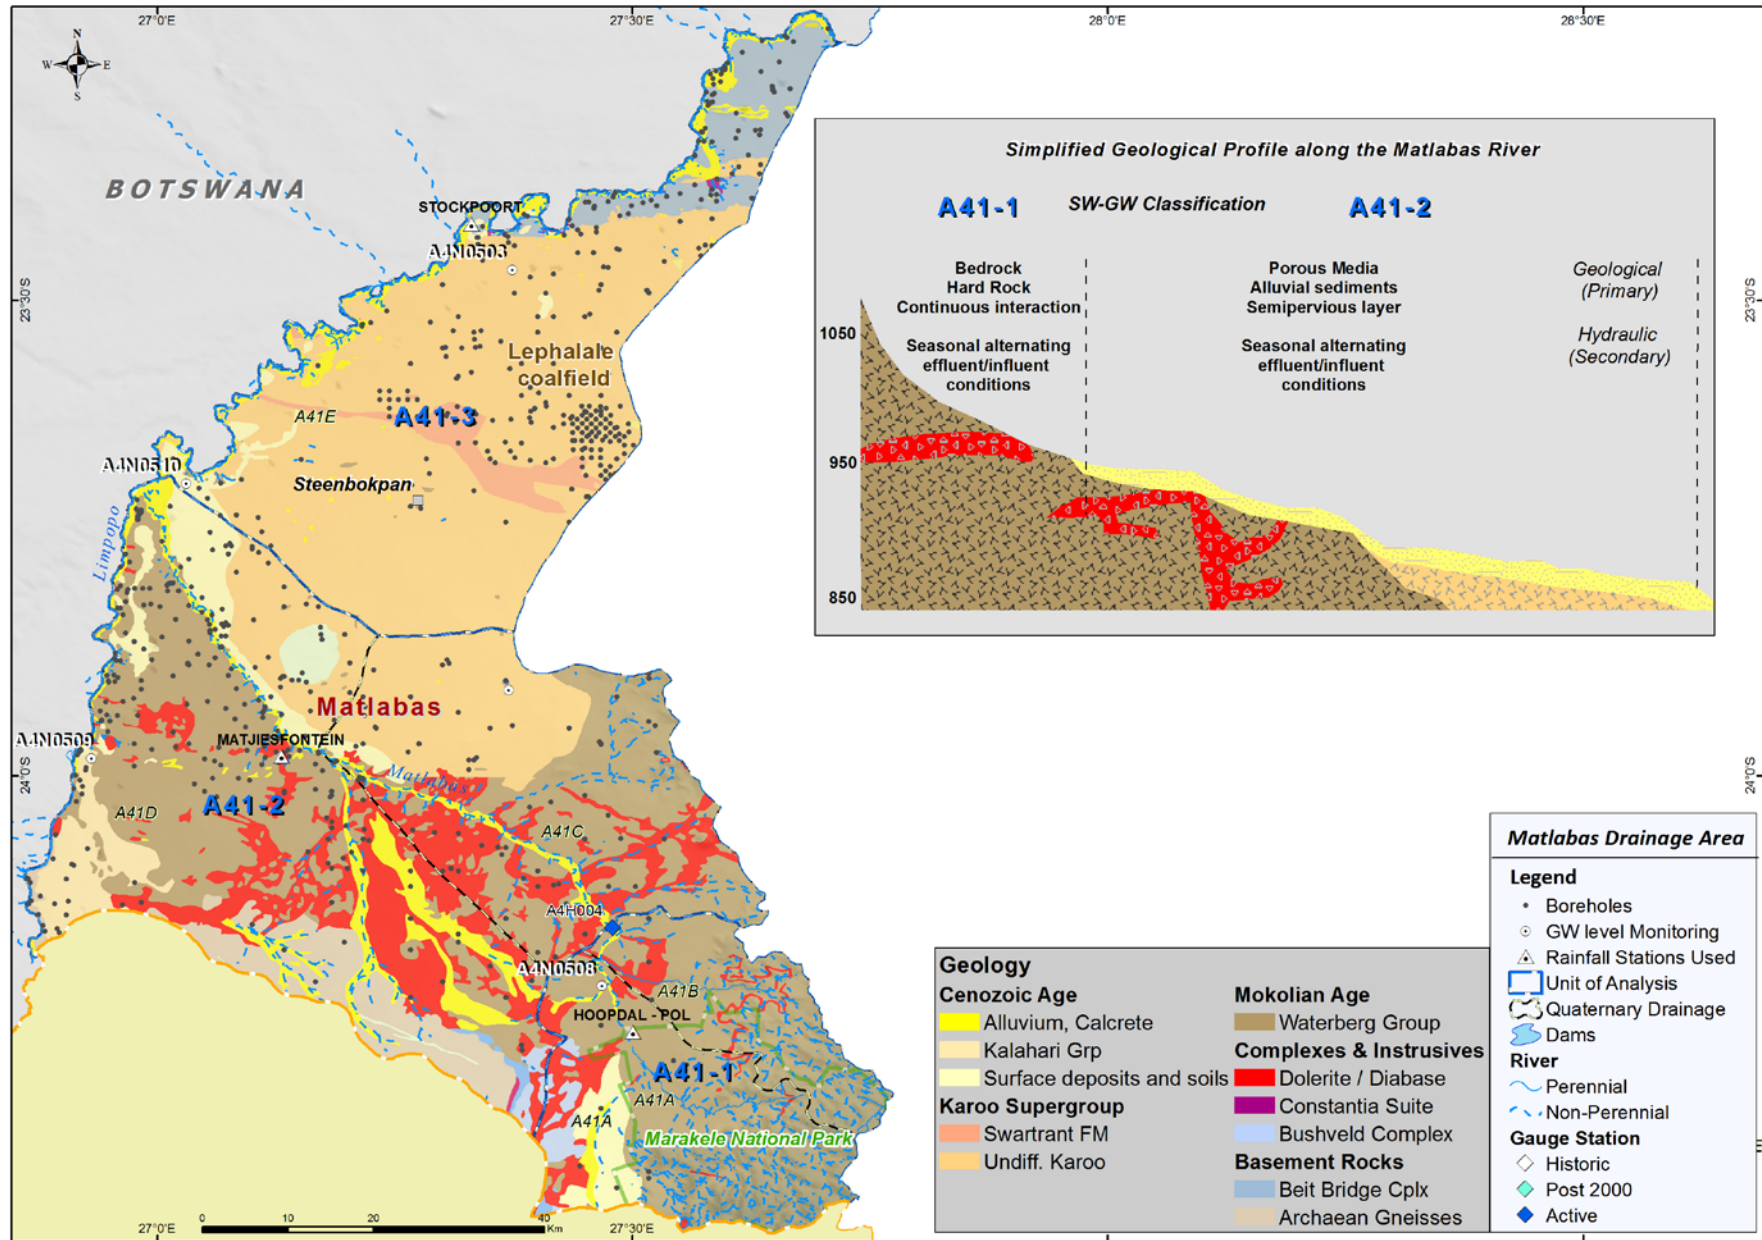 27°0'E
27°30'E
28°0'E
28°30'E
N
W
E
S
BOTSWANA
STOCKPOORT
A4N0503
23°30'S
23°30'S
Lephalale
coalfield
A41E
A41-3
A4N0510
Steenbokpan
Limpopo
Matlabas
A4N0509
MATJIESFONTEIN
24°0'S
24°0'S
Matlabas
A41-2
A41D
A41C
A4H004
A4N0508
A41B
HOOPDAL - POL
A41-1
A41A
A41A
Marakele National Park
0
10
20
40
Km
27°0'E
27°30'E
Simplified Geological Profile along the Matlabas River
A41-1
SW-GW Classification
A41-2
Bedrock
Hard Rock
Continuous interaction
Seasonal alternating
effluent/influent
conditions
Porous Media
Alluvial sediments
Semipervious layer
Seasonal alternating
effluent/influent
conditions
Geological
(Primary)
Hydraulic
(Secondary)
1050
950
850
Geology
Cenozoic Age
Alluvium, Calcrete
Kalahari Grp
Surface deposits and soils
Karoo Supergroup
Swartrant FM
Undiff. Karoo
Mokolian Age
Waterberg Group
Complexes & Instrusives
Dolerite / Diabase
Constantia Suite
Bushveld Complex
Basement Rocks
Beit Bridge Cplx
Archaean Gneisses
Matlabas Drainage Area
Legend
Boreholes
GW level Monitoring
Rainfall Stations Used
Unit of Analysis
Quaternary Drainage
Dams
River
Perennial
Non-Perennial
Gauge Station
Historic
Post 2000
Active